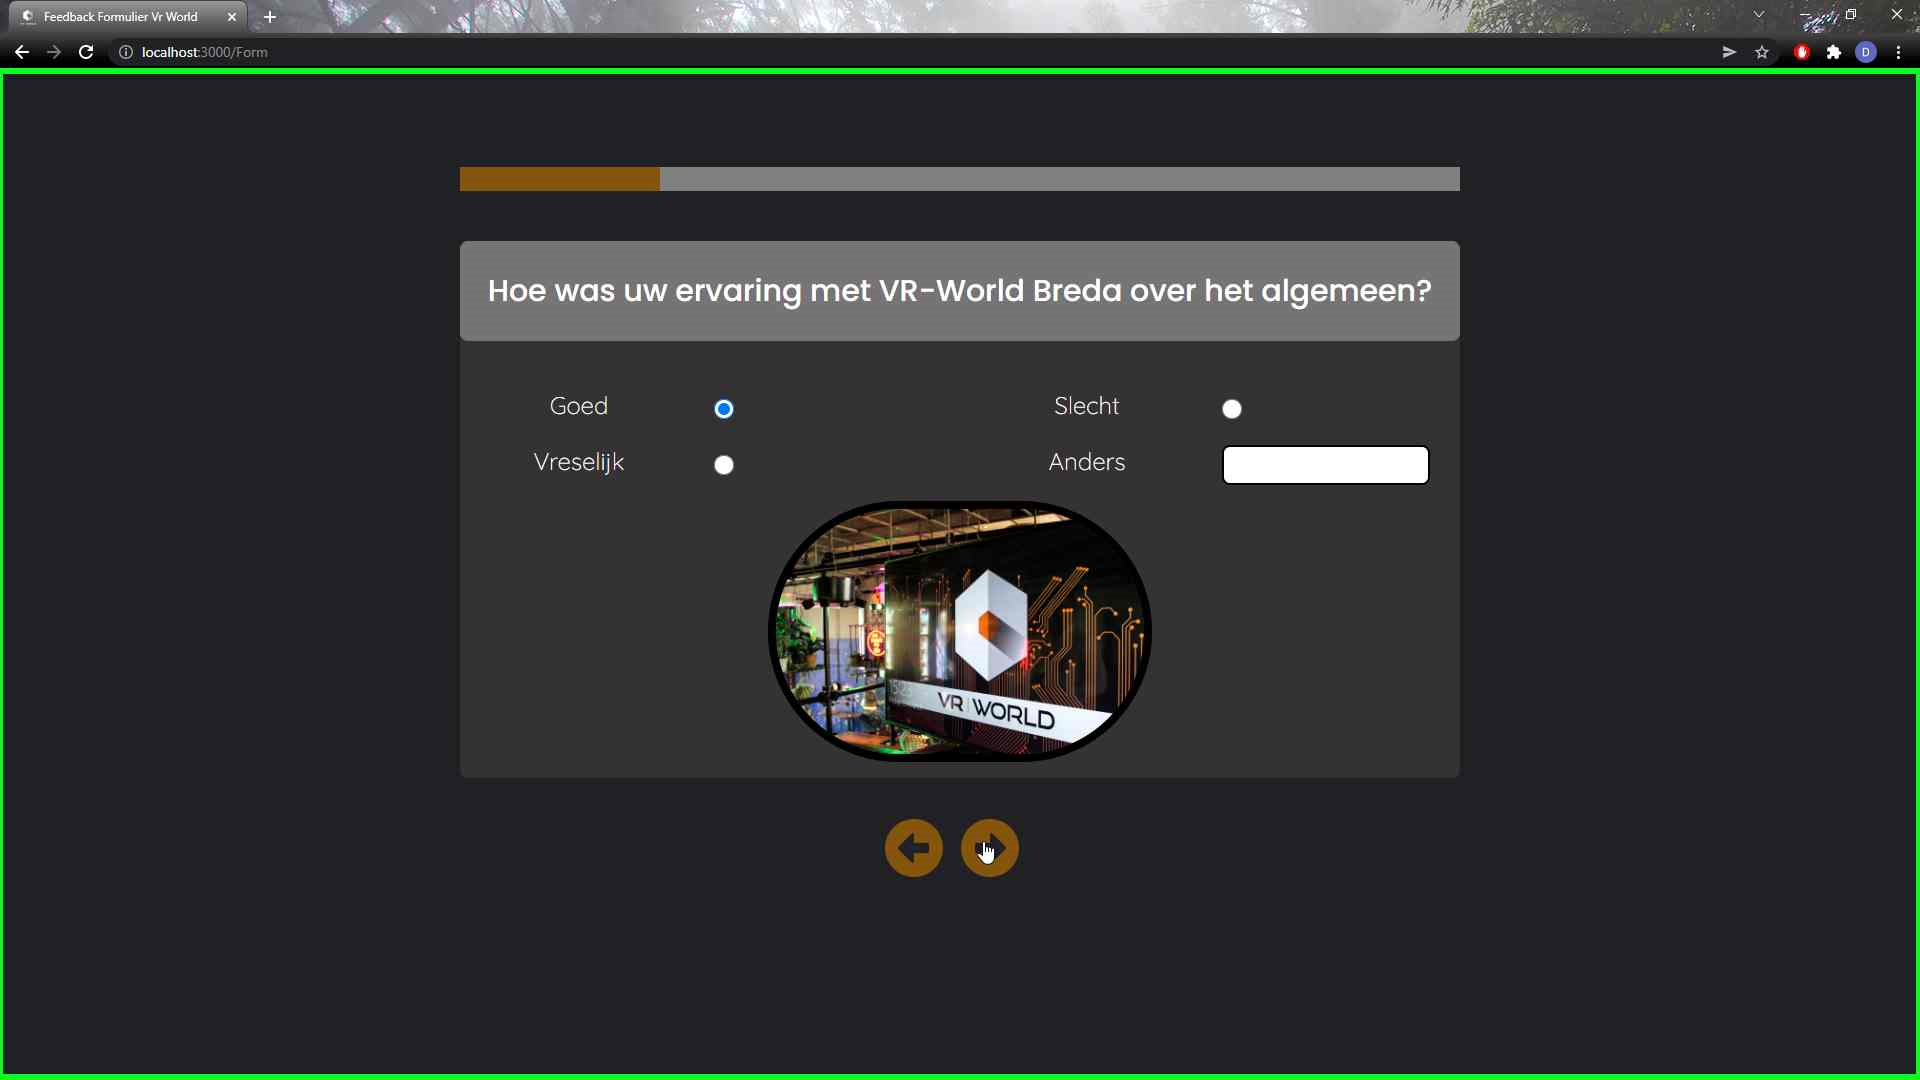 Feedback Formulier Vr World
localhost:3000/Form
D
Hoe was uw ervaring met VR-World Breda over het algemeen?
Goed
Slecht
Vreselijk
Anders
VR | WORLD